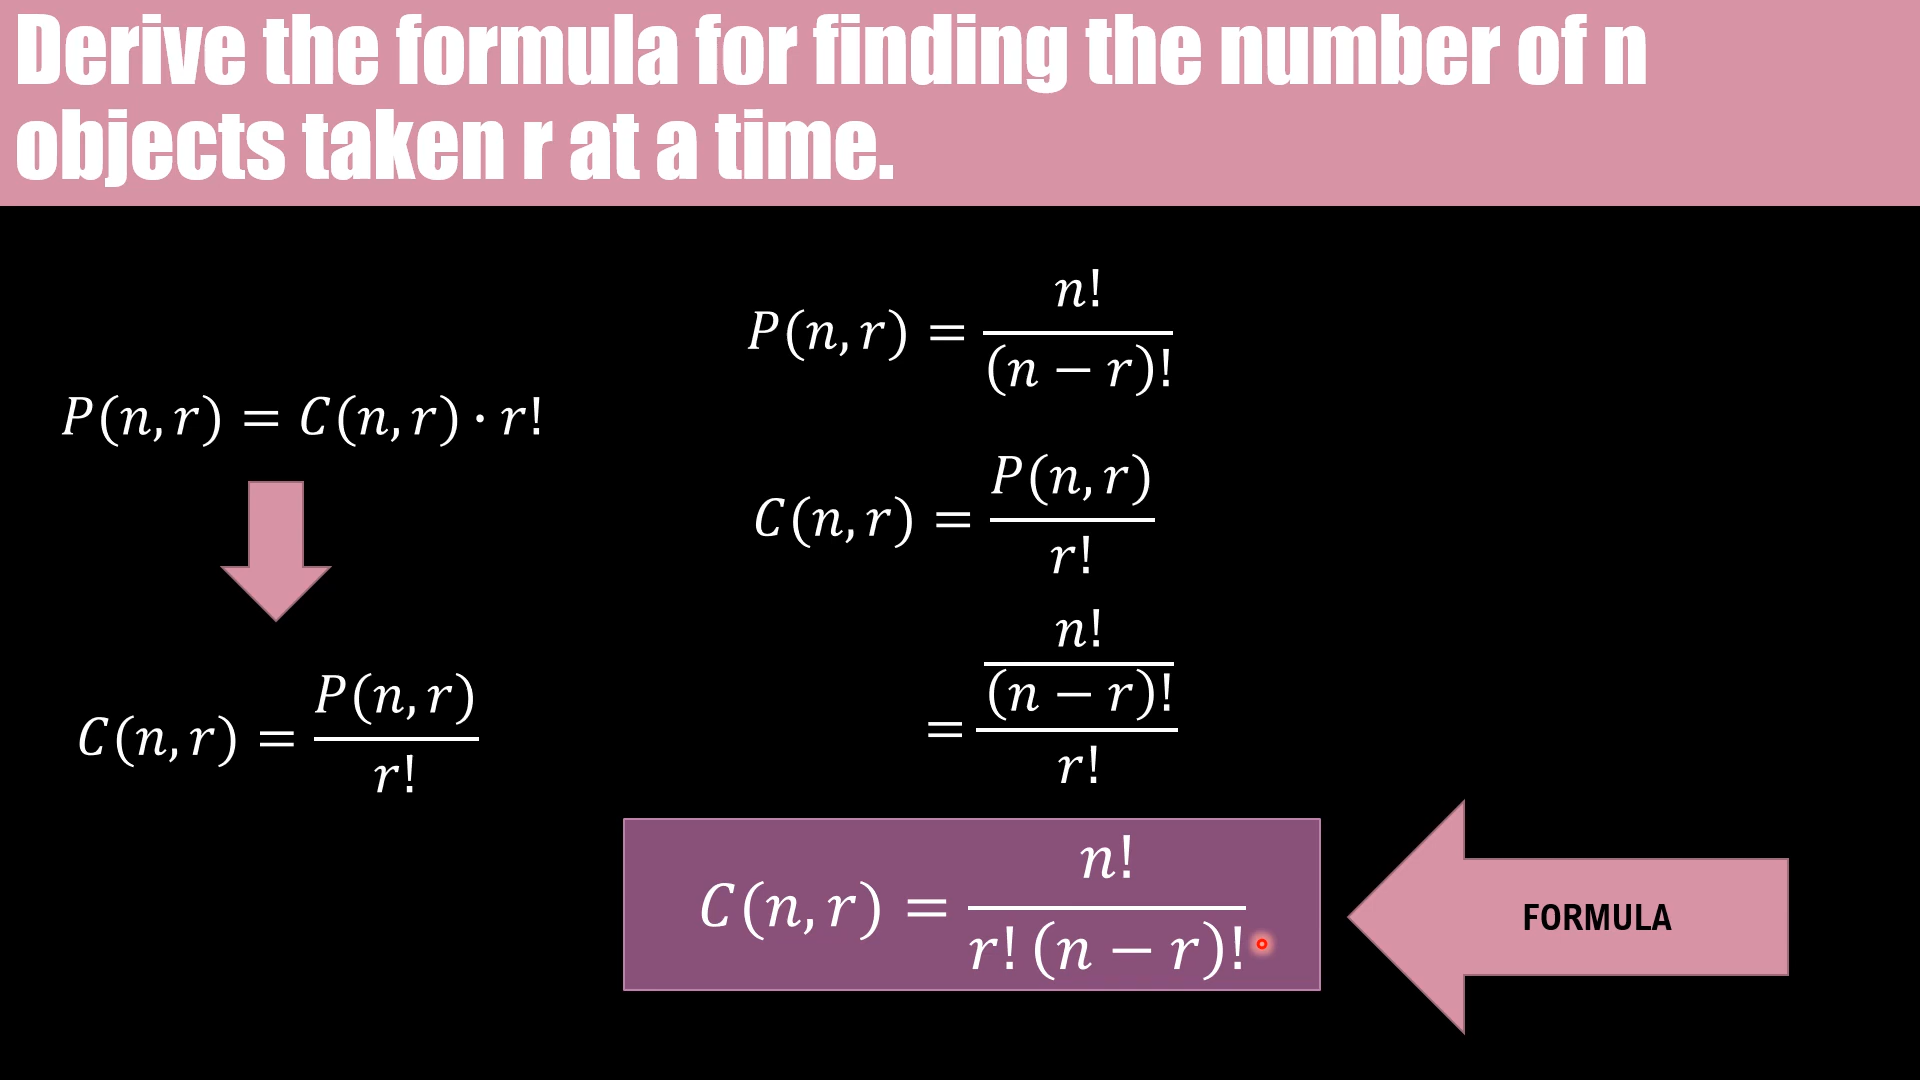 Derive the formula for finding the number of n
objects taken r at a time.
P(n, r) = C(n, r) · r!
C(n, r) = P(n, r) / r!
P(n, r) = n! / (n − r)!
C(n, r) = P(n, r) / r!
= n! / (n − r)! / r!
C(n, r) = n! / r! (n − r)!
FORMULA